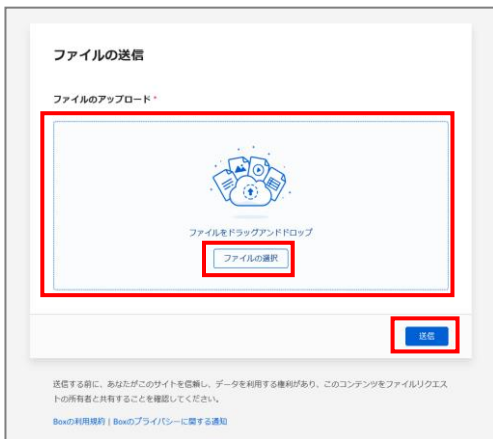 ファイルの送信
ファイルのアップロード *
ファイルをドラッグアンドドロップ
ファイルの選択
送信
送信する前に、あなたがこのサイトを信頼し、データを利用する権利があり、このコンテンツをファイルリクエス
トの所有者と共有することを確認してください。
Boxの利用規約 | Boxのプライバシーに関する通知